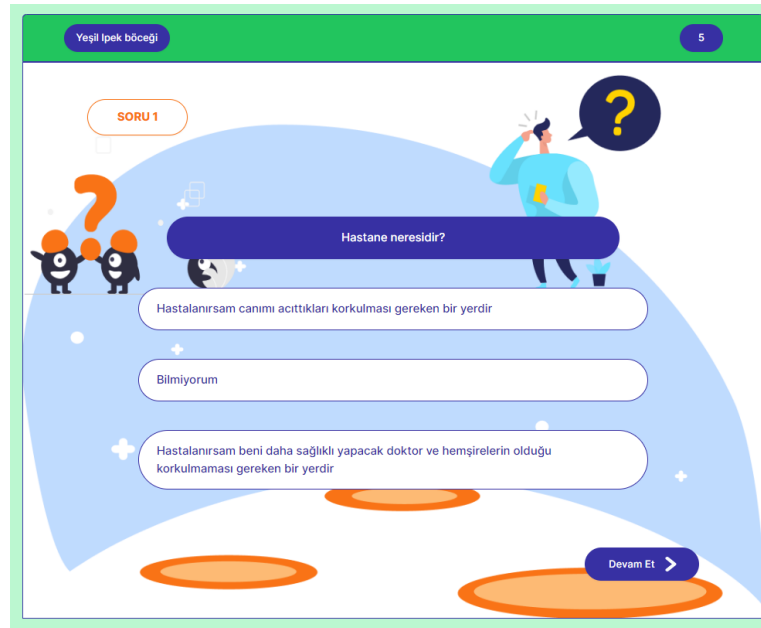 Yeşil Ipek böceği
5
SORU 1
?
?
Hastane neresidir?
Hastalanırsam canımı acıttıkları korkulması gereken bir yerdir
Bilmiyorum
Hastalanırsam beni daha sağlıklı yapacak doktor ve hemşirelerin olduğu
korkulmaması gereken bir yerdir
Devam Et